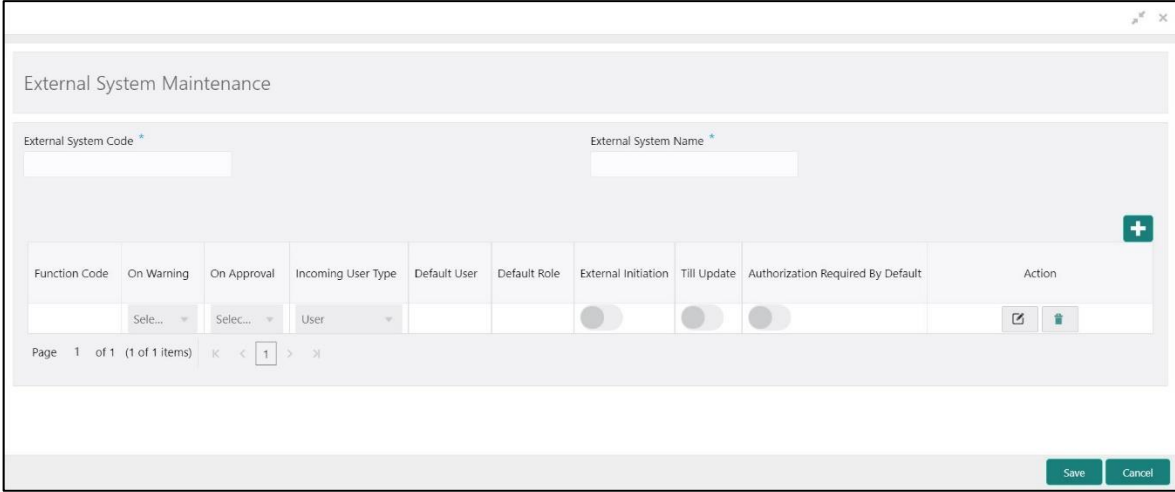 External System Maintenance
External System Code * External System Name *
Function Code On Warning On Approval Incoming User Type Default User Default Role External Initiation Till Update Authorization Required By Default Action
Sele... Selec... User
Page 1 of 1 (1 of 1 items) K < 1 > >|
Save Cancel